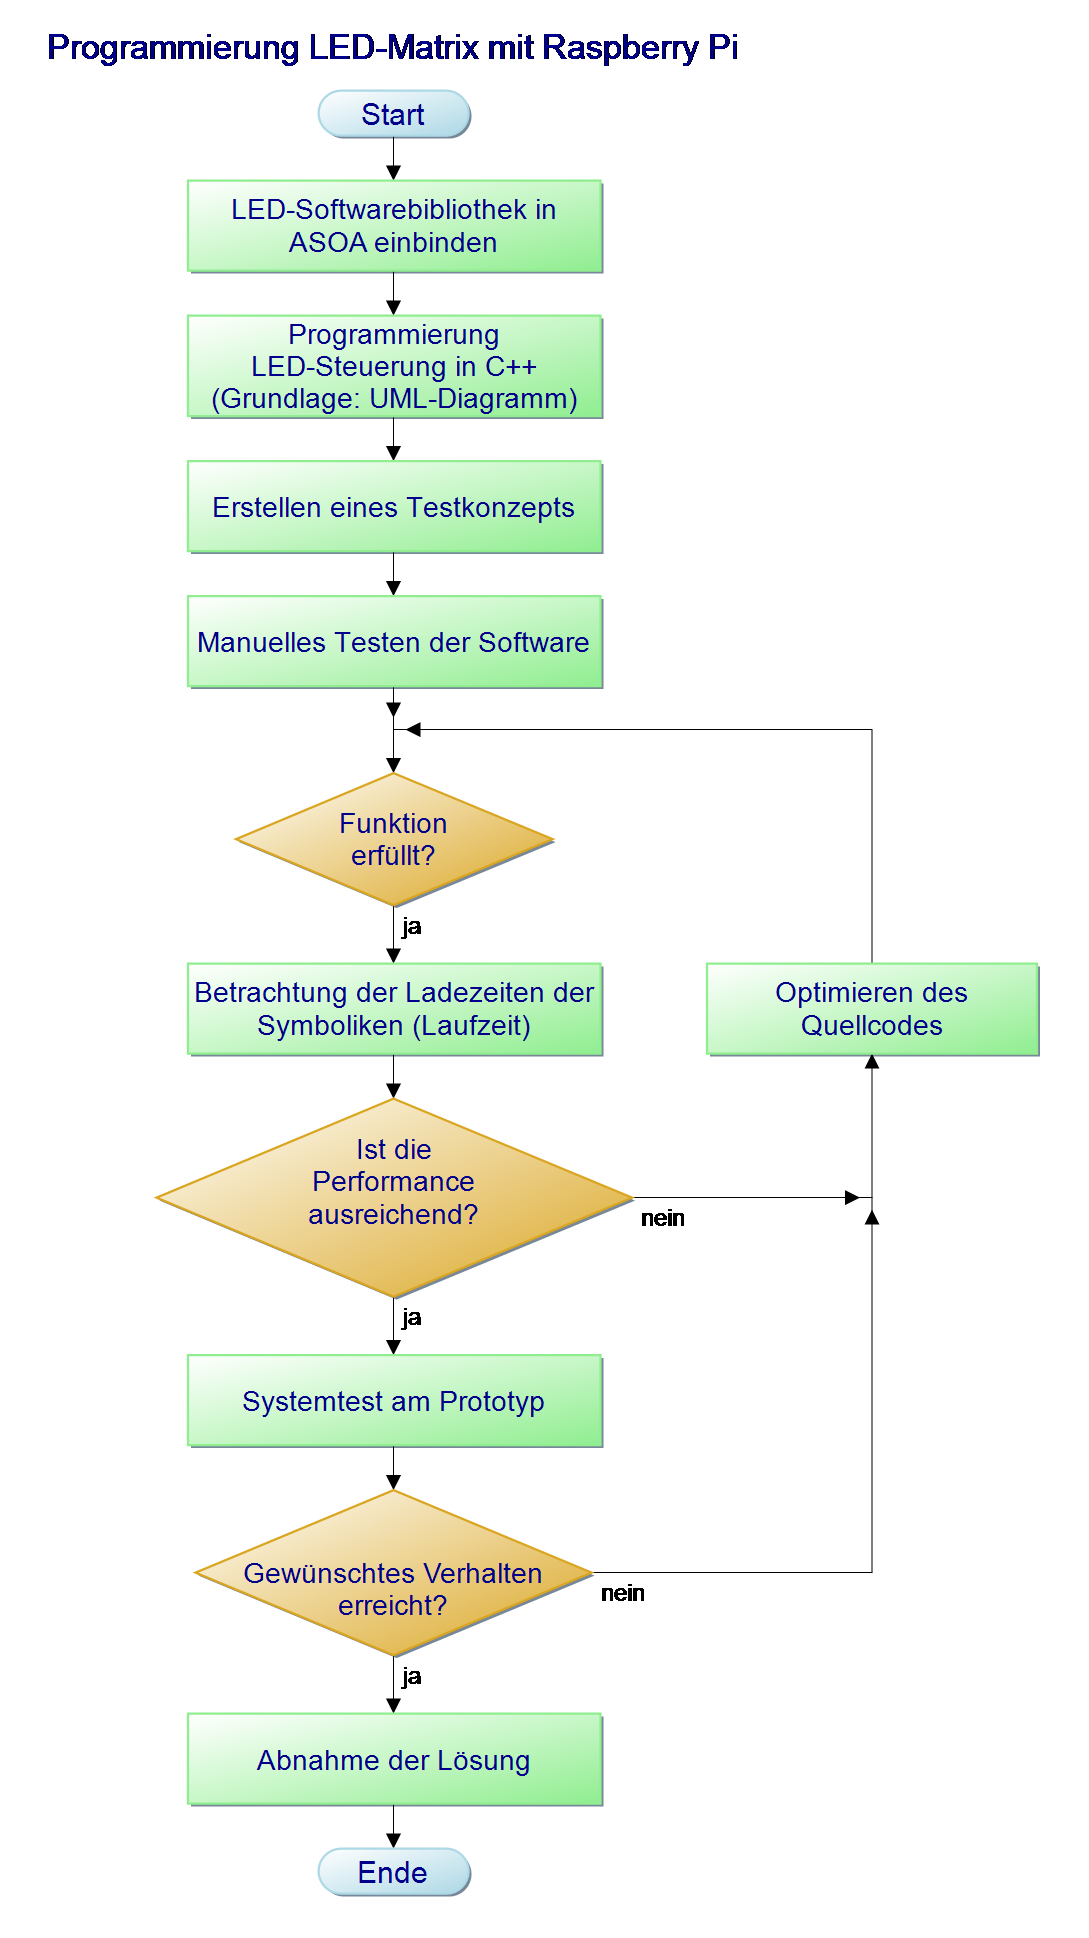 Programmierung LED-Matrix mit Raspberry Pi
Start
LED-Softwarebibliothek in
ASOA einbinden
Programmierung
LED-Steuerung in C++
(Grundlage: UML-Diagramm)
Erstellen eines Testkonzepts
Manuelles Testen der Software
Funktion
erfüllt?
ja
Betrachtung der Ladezeiten der
Symboliken (Laufzeit)
Optimieren des
Quellcodes
Ist die
Performance
ausreichend?
nein
ja
Systemtest am Prototyp
Gewünschtes Verhalten
erreicht?
nein
ja
Abnahme der Lösung
Ende